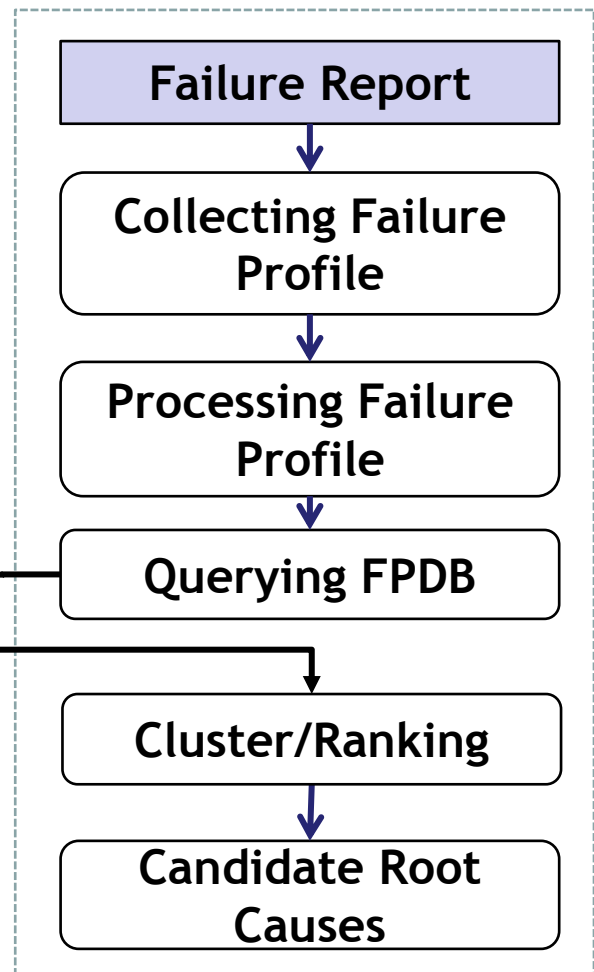 Failure Report
Collecting Failure
Profile
Processing Failure
Profile
Querying FPDB
Cluster/Ranking
Candidate Root
Causes